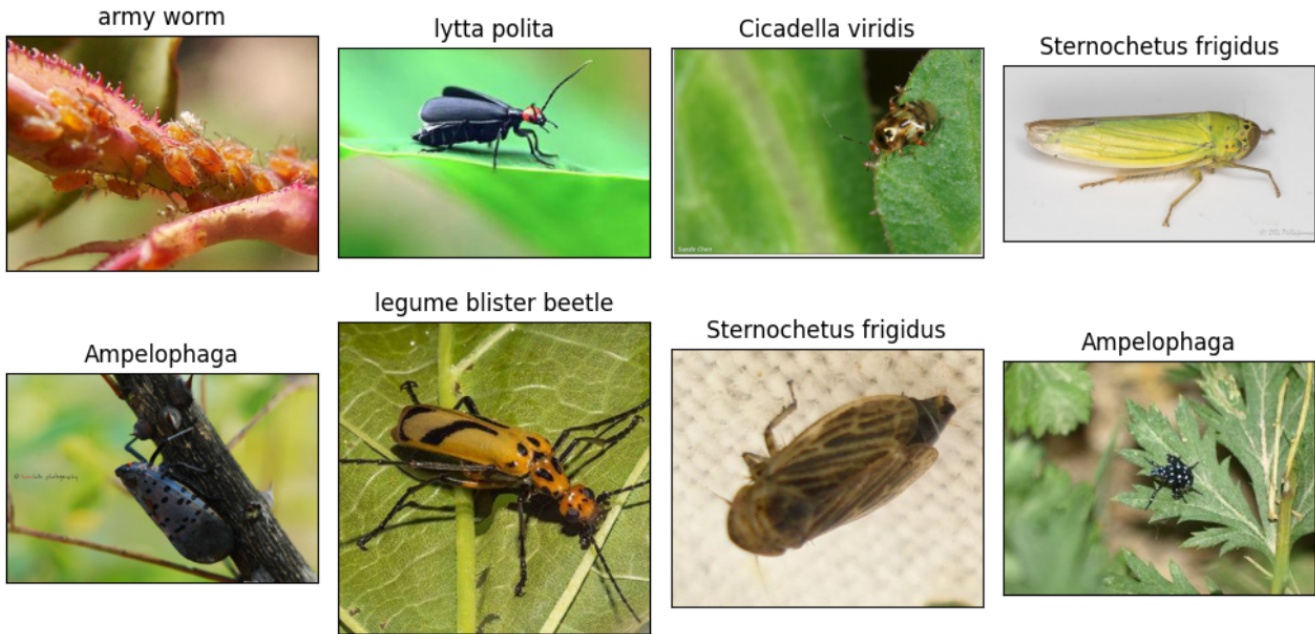 army worm
lytta polita
Cicadella viridis
Sternochetus frigidus
Ampelophaga
legume blister beetle
Sternochetus frigidus
Ampelophaga